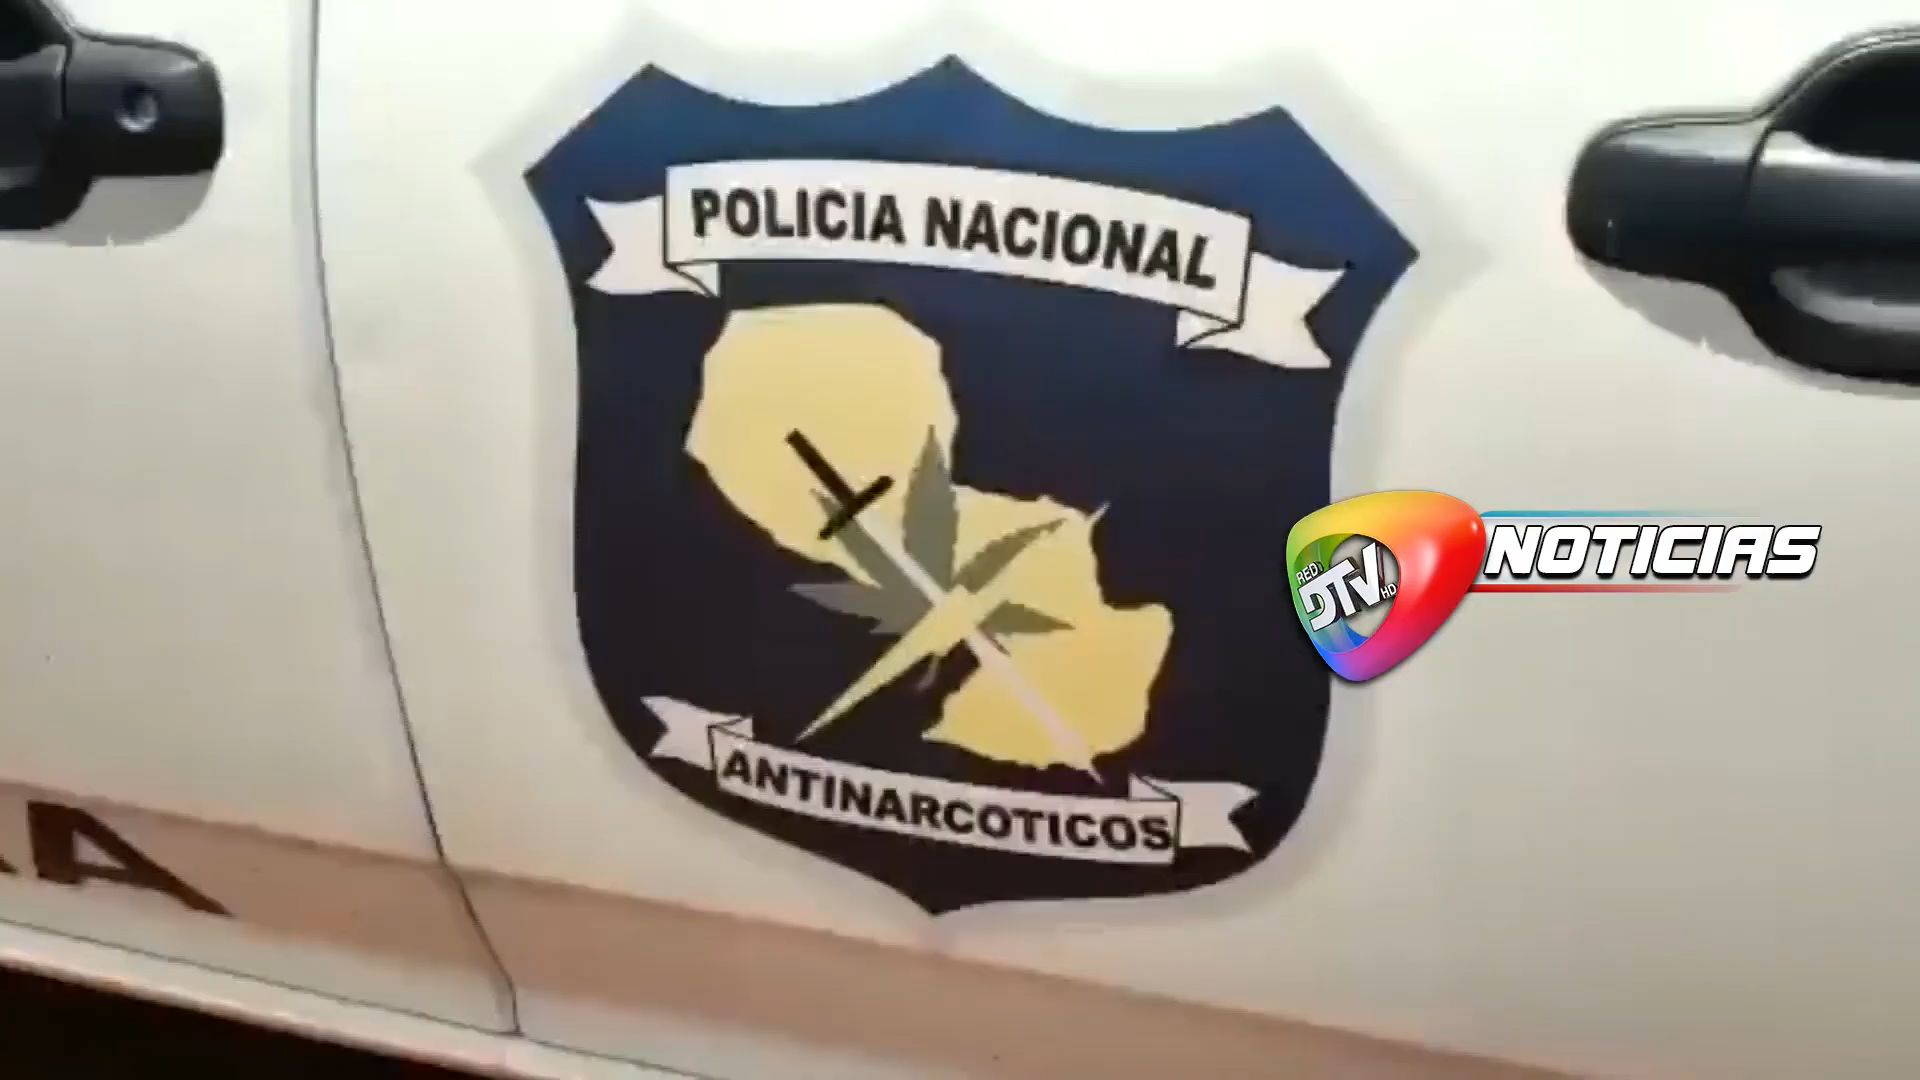 POLICIA NACIONAL
ANTINARCOTICOS
RED
DTV
HD
NOTICIAS
A